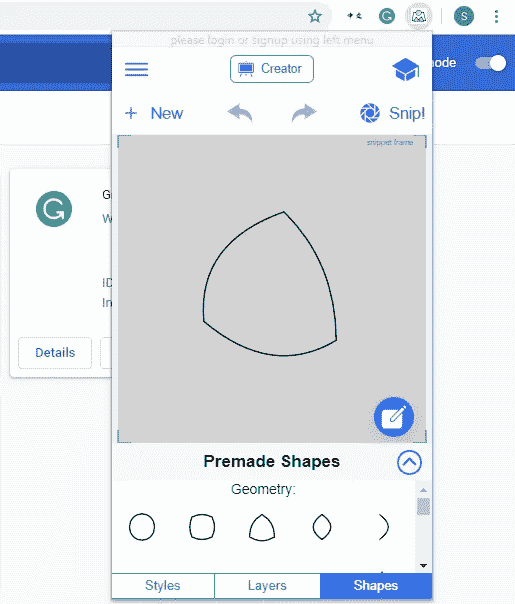 please login or signup using left menu
S
ode
Creator
+ New
Snip!
snippet frame
G
G
W
ID
In
Details
Premade Shapes
Geometry:
Styles Layers Shapes